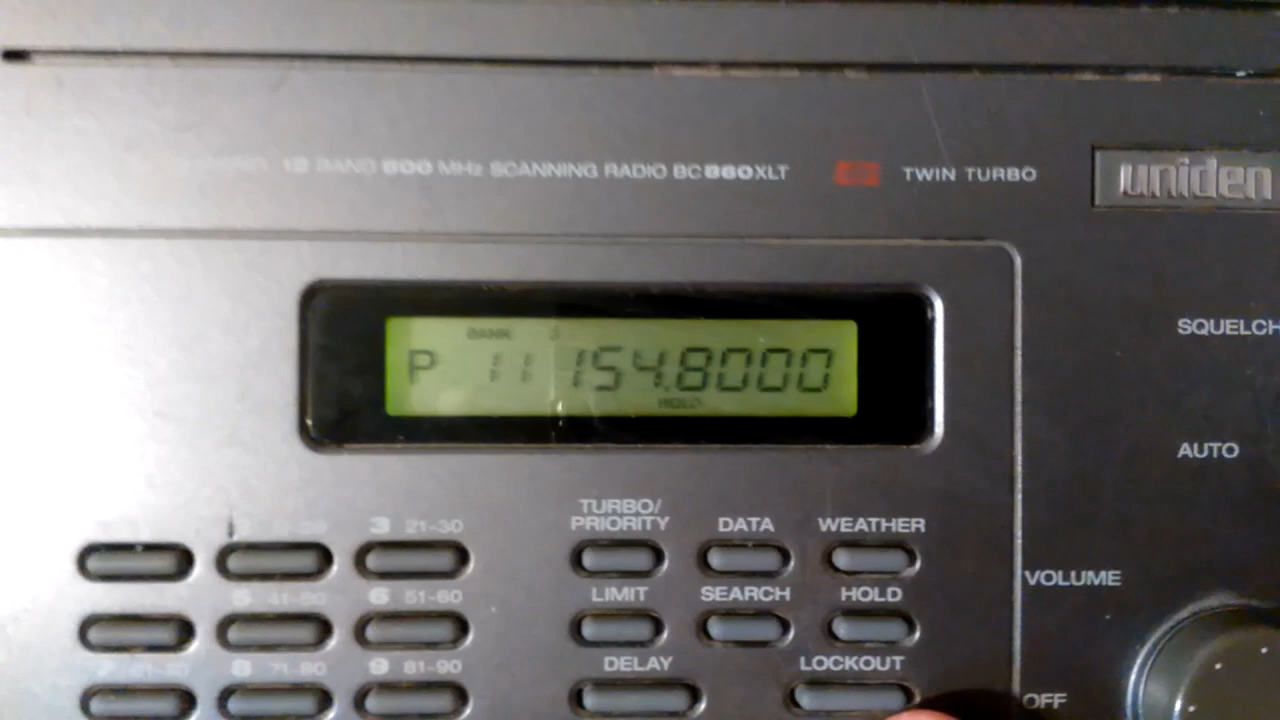 12 BAND 800 MHz SCANNING RADIO BC 860XLT
TWIN TURBO
uniden
BANK 2
P 11 154.8000
HOLD
SQUELCH
AUTO
VOLUME
OFF
TURBO/
PRIORITY
DATA
WEATHER
3 21-30
LIMIT
SEARCH
HOLD
5 41-50
6 51-60
DELAY
LOCKOUT
8 71-80
9 81-90